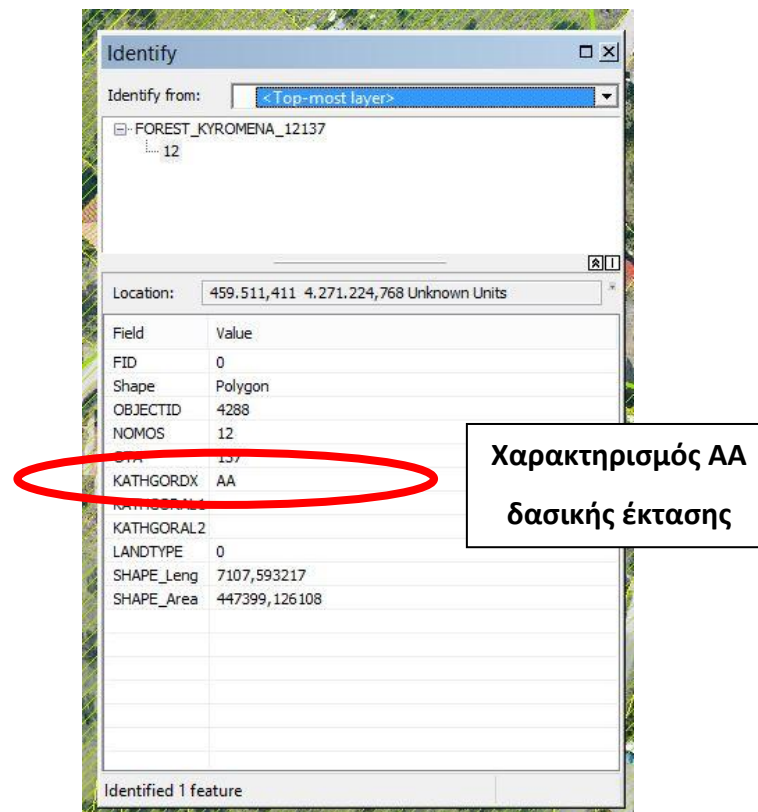 Identify
Identify from: <Top-most layer>
FOREST_KYROMENA_12137
12
Location: 459.511,411 4.271.224,768 Unknown Units
Field Value
FID 0
Shape Polygon
OBJECTID 4288
NOMOS 12
OTA 137
KATHGORDX AA
KATHGORAL1
KATHGORAL2
LANDTYPE 0
SHAPE_Leng 7107,593217
SHAPE_Area 447399,126108
Identified 1 feature
Χαρακτηρισμός ΑΑ
δασικής έκτασης